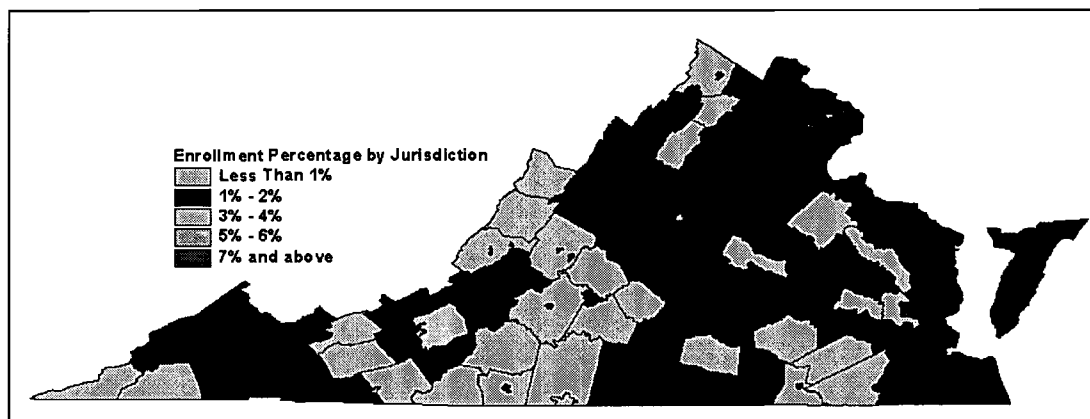 Enrollment Percentage by Jurisdiction
Less Than 1%
1% - 2%
3% - 4%
5% - 6%
7% and above